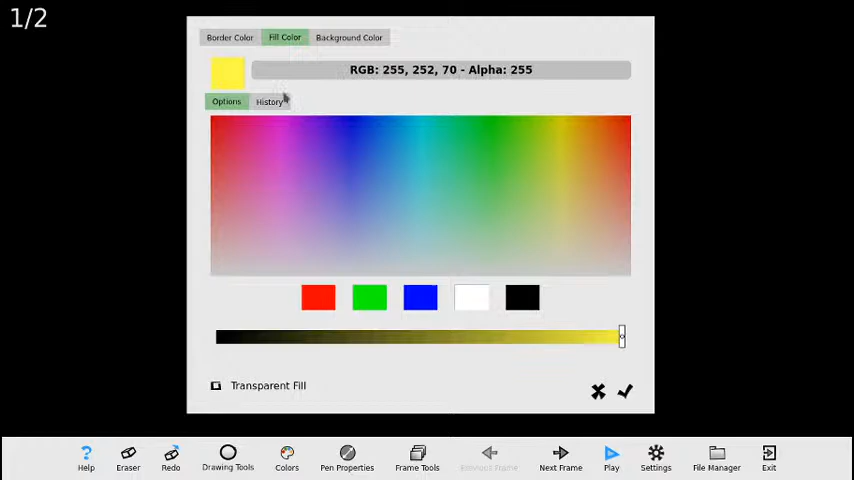 1/2
Border Color Fill Color Background Color
RGB: 255, 252, 70 - Alpha: 255
Options History
Transparent Fill
Help Eraser Redo Drawing Tools Colors Pen Properties Frame Tools Previous Frame Next Frame Play Settings File Manager Exit